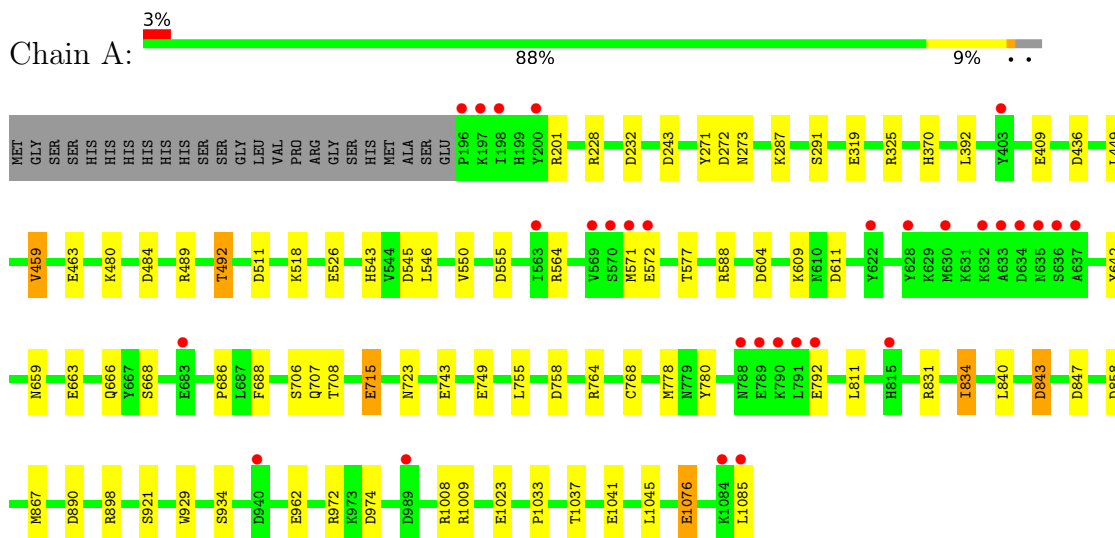 3%
Chain A:
88% 9% • •
MET GLY SER SER HIS HIS HIS HIS HIS HIS SER SER GLY LEU VAL PRO ARG GLY SER HIS MET ALA SER GLU P196 K197 I198 H199 Y200 R201 R228 D232 D243 Y271 D272 N273 K287 S291 E319 R325 H370 L392 Y403 E409 D436 L449
V459 E463 K480 D484 R489 T492 D511 K518 E526 H543 V544 D545 L546 V550 D555 I563 R564 V569 S570 M571 E572 T577 R588 D604 K609 N610 D611 Y622 Y628 K629 M630 K631 K632 A633 D634 N635 S636 A637
N659 E663 Q666 Y667 S668 E683 P686 L687 F688 S706 Q707 T708 E715 N723 E743 E749 L755 D758 R764 C768 M778 N779 Y780 N788 E789 K790 L791 E792 L811 H815 R831 I834 L840 D843 D847 D858
M867 D890 R898 S921 W929 S934 D940 E962 R972 K973 D974 D989 R1008 R1009 E1023 P1033 T1037 E1041 L1045 E1076 K1084 L1085